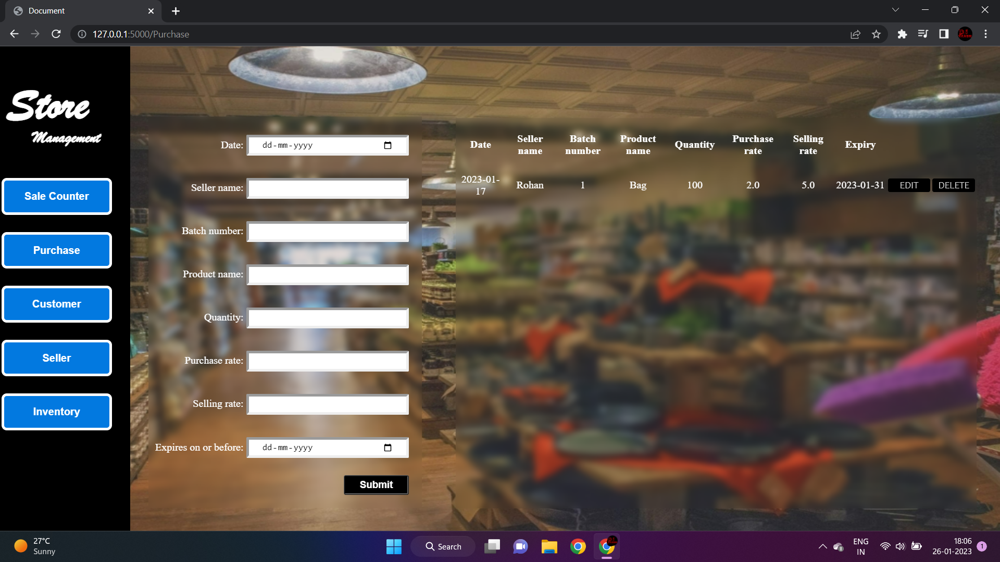 Document
127.0.0.1:5000/Purchase
Store
Management
Sale Counter
Purchase
Customer
Seller
Inventory
Date: dd-mm-yyyy
Seller name:
Batch number:
Product name:
Quantity:
Purchase rate:
Selling rate:
Expires on or before: dd-mm-yyyy
Submit
Date Seller name Batch number Product name Quantity Purchase rate Selling rate Expiry
2023-01-17 Rohan 1 Bag 100 2.0 5.0 2023-01-31 EDIT DELETE
27°C
Sunny
Search
ENG
IN
18:06
26-01-2023
1